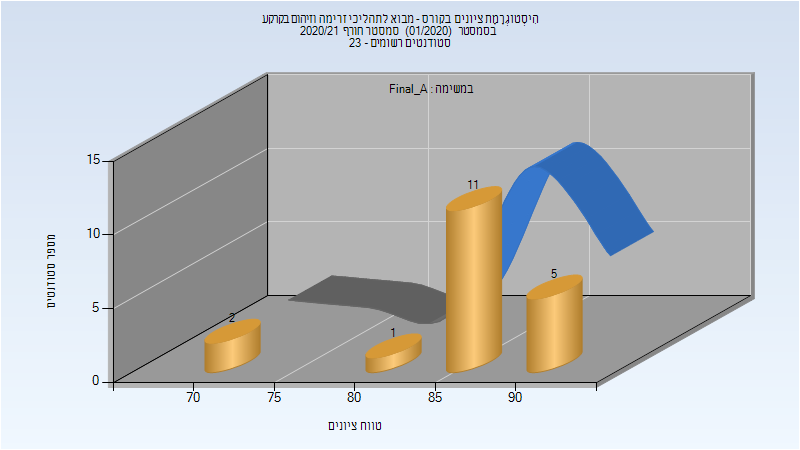 היסטוגרמת ציונים בקורס - מבוא לתהליכי זרימה וזיהום בקרקע
בסמסטר (01/2020) סמסטר חורף 2020/21
סטודנטים רשומים - 23
במשימה : Final_A
15
10
5
0
מספר סטודנטים
2
1
11
5
70
75
80
85
90
טווח ציונים